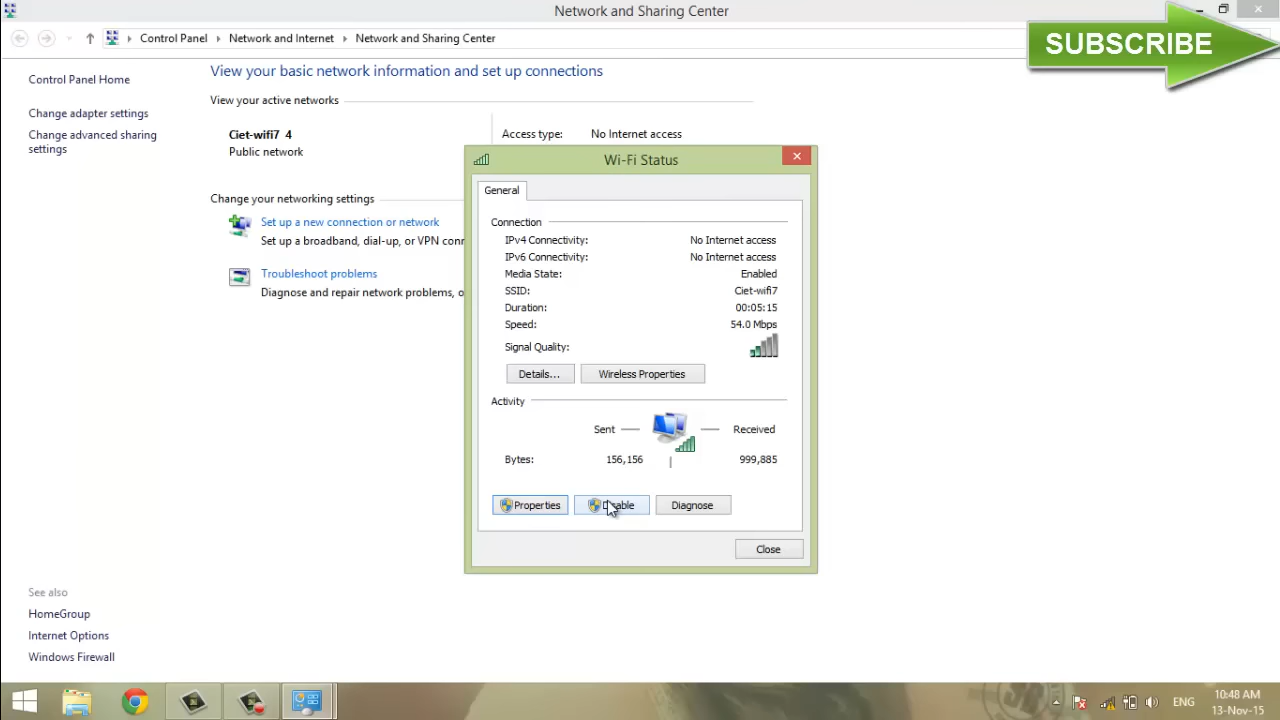 Network and Sharing Center
SUBSCRIBE
Control Panel Network and Internet Network and Sharing Center
Control Panel Home
Change adapter settings
Change advanced sharing
settings
View your basic network information and set up connections
View your active networks
Ciet-wifi7 4
Public network
Access type: No Internet access
Change your networking settings
Set up a new connection or network
Set up a broadband, dial-up, or VPN
Troubleshoot problems
Diagnose and repair network problems,
Wi-Fi Status
General
Connection
IPv4 Connectivity: No Internet access
IPv6 Connectivity: No Internet access
Media State: Enabled
SSID: Ciet-wifi7
Duration: 00:05:15
Speed: 54.0 Mbps
Signal Quality:
Details... Wireless Properties
Activity
Sent Received
Bytes: 156,156 999,885
Properties Disable Diagnose
Close
See also
HomeGroup
Internet Options
Windows Firewall
ENG
10:48 AM
13-Nov-15